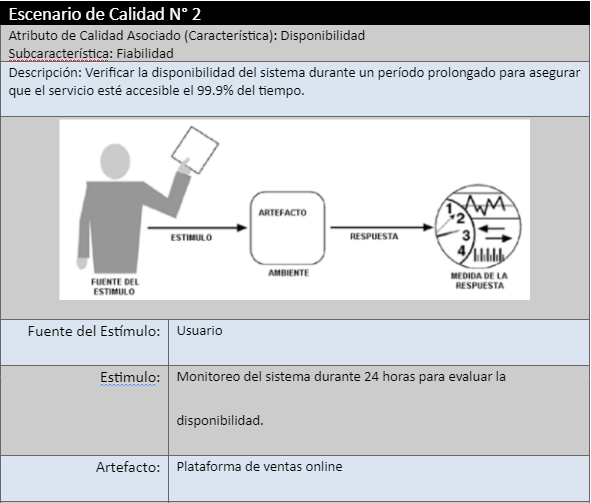 Escenario de Calidad N° 2
Atributo de Calidad Asociado (Característica): Disponibilidad
Subcaracterística: Fiabilidad
Descripción: Verificar la disponibilidad del sistema durante un período prolongado para asegurar
que el servicio esté accesible el 99.9% del tiempo.
ARTEFACTO
1
2
3
4
ESTIMULO
RESPUESTA
AMBIENTE
FUENTE DEL
ESTIMULO
MEDIDA DE LA
RESPUESTA
Fuente del Estímulo: Usuario
Estimulo: Monitoreo del sistema durante 24 horas para evaluar la
disponibilidad.
Artefacto: Plataforma de ventas online